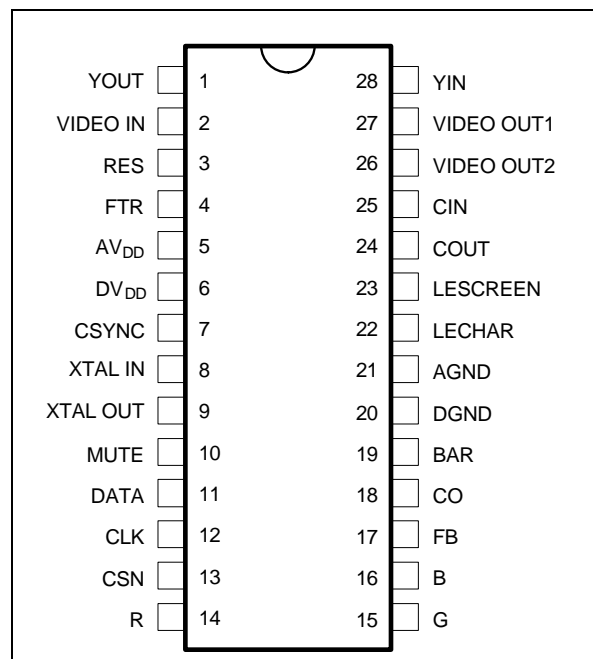 YOUT 1 28 YIN
VIDEO IN 2 27 VIDEO OUT1
RES 3 26 VIDEO OUT2
FTR 4 25 CIN
AVDD 5 24 COUT
DVDD 6 23 LESCREEN
CSYNC 7 22 LECHAR
XTAL IN 8 21 AGND
XTAL OUT 9 20 DGND
MUTE 10 19 BAR
DATA 11 18 CO
CLK 12 17 FB
CSN 13 16 B
R 14 15 G